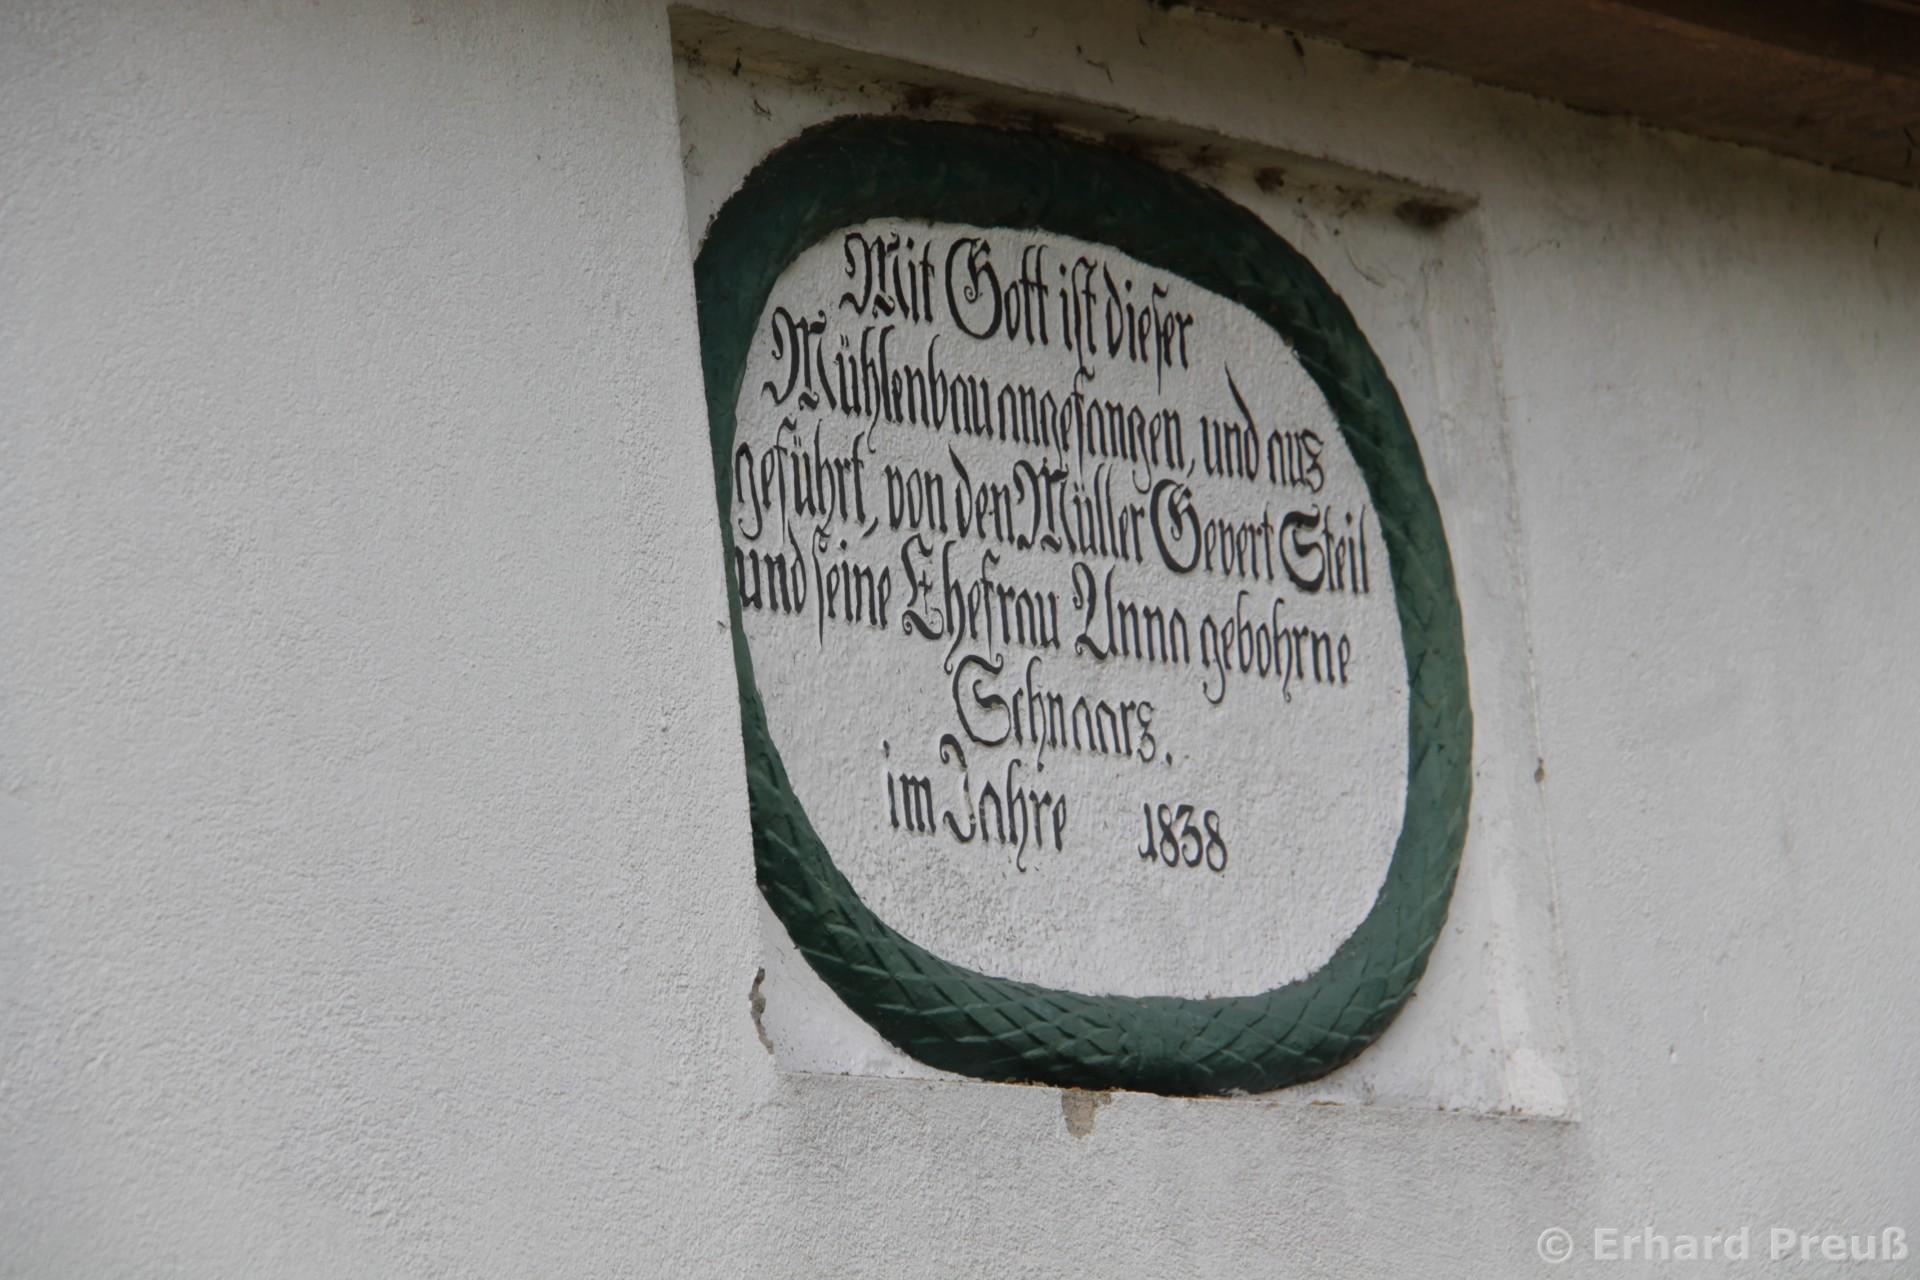 Mit Gott ist dieser
Mühlenbau angefangen, und aus
geführt, von den Müller Gevert Steil
und seine Ehefrau Anna gebohrne
Schnaars.
im Jahre 1838
© Erhard Preuß